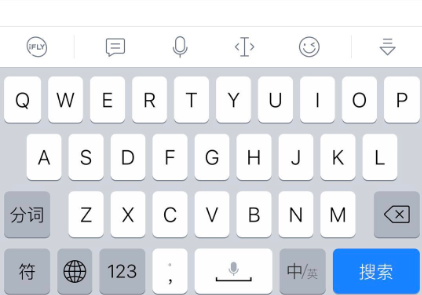 iFLY
Q W E R T Y U I O P
A S D F G H J K L
分词 Z X C V B N M
符 123 , 中/英 搜索